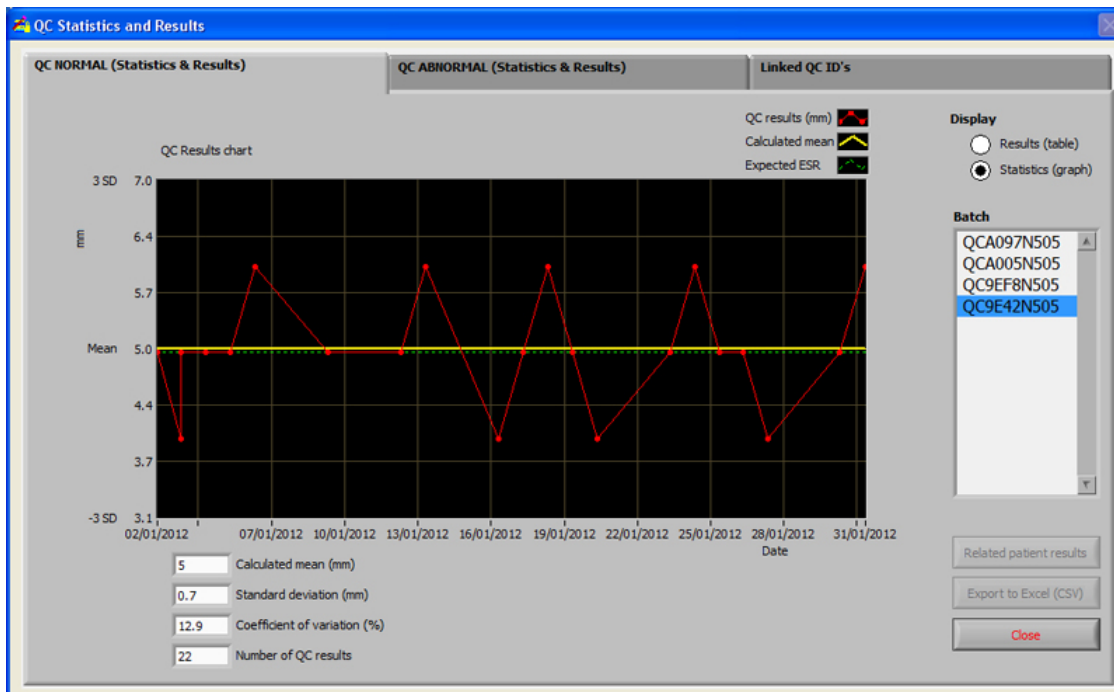 QC Statistics and Results
QC NORMAL (Statistics & Results)
QC ABNORMAL (Statistics & Results)
Linked QC ID's
QC results (mm)
Calculated mean
Expected ESR
QC Results chart
Display
Results (table)
Statistics (graph)
3 SD 7.0
mm
6.4
5.7
Mean 5.0
4.4
3.7
-3 SD 3.1
02/01/2012 07/01/2012 10/01/2012 13/01/2012 16/01/2012 19/01/2012 22/01/2012 25/01/2012 28/01/2012 31/01/2012
Date
Batch
QCA097N505
QCA005N505
QC9EF8N505
QC9E42N505
5 Calculated mean (mm)
0.7 Standard deviation (mm)
12.9 Coefficient of variation (%)
22 Number of QC results
Related patient results
Export to Excel (CSV)
Close